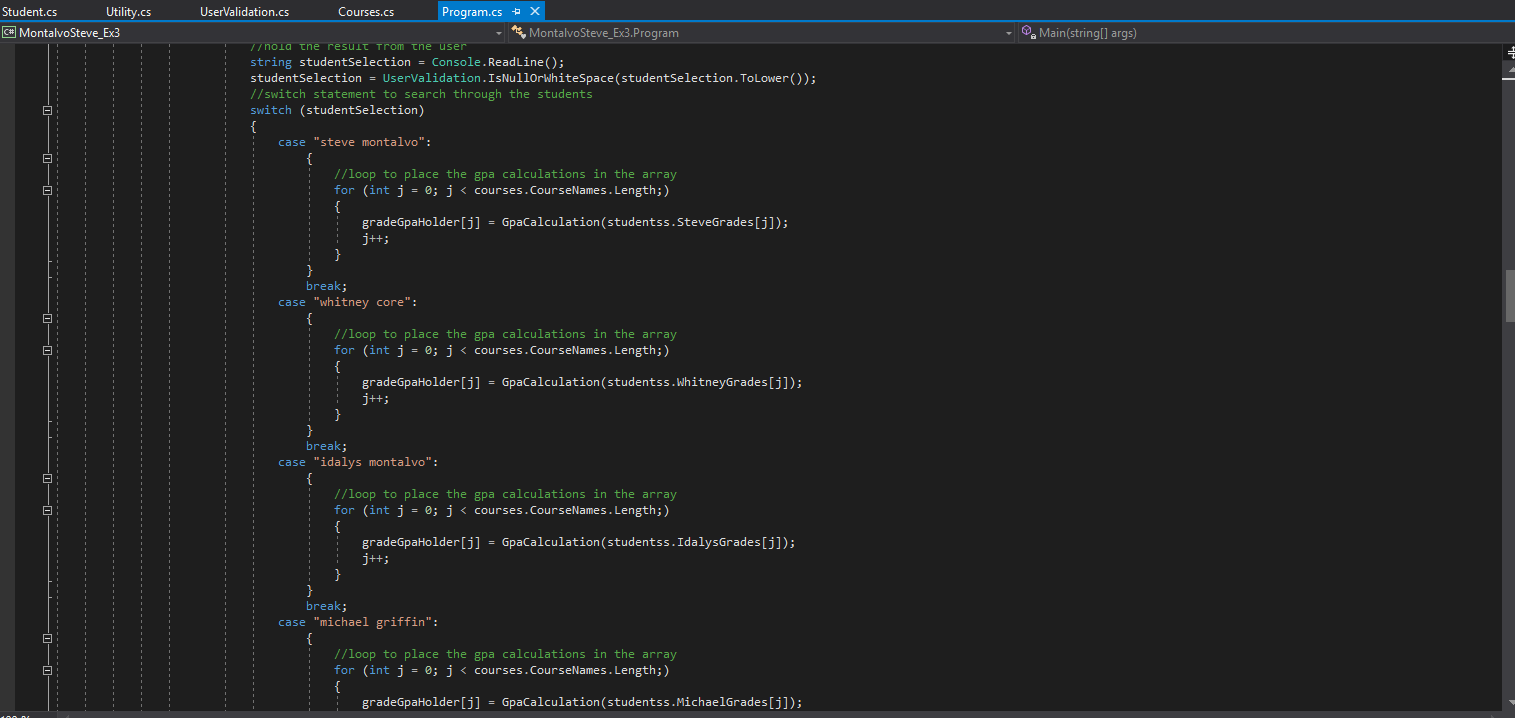 Student.cs Utility.cs UserValidation.cs Courses.cs Program.cs
C# MontalvoSteve_Ex3 MontalvoSteve_Ex3.Program Main(string[] args)
//hold the result from the user
string studentSelection = Console.ReadLine();
studentSelection = UserValidation.IsNullOrWhiteSpace(studentSelection.ToLower());
//switch statement to search through the students
switch (studentSelection)
{
case "steve montalvo":
{
//loop to place the gpa calculations in the array
for (int j = 0; j < courses.CourseNames.Length;)
{
gradeGpaHolder[j] = GpaCalculation(studentss.SteveGrades[j]);
j++;
}
}
break;
case "whitney core":
{
//loop to place the gpa calculations in the array
for (int j = 0; j < courses.CourseNames.Length;)
{
gradeGpaHolder[j] = GpaCalculation(studentss.WhitneyGrades[j]);
j++;
}
}
break;
case "idalys montalvo":
{
//loop to place the gpa calculations in the array
for (int j = 0; j < courses.CourseNames.Length;)
{
gradeGpaHolder[j] = GpaCalculation(studentss.IdalysGrades[j]);
j++;
}
}
break;
case "michael griffin":
{
//loop to place the gpa calculations in the array
for (int j = 0; j < courses.CourseNames.Length;)
{
gradeGpaHolder[j] = GpaCalculation(studentss.MichaelGrades[j]);